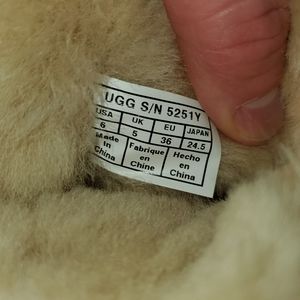 UGG S/N 5251Y
USA UK EU JAPAN
6 5 36 24.5
Made Fabrique Hecho
in en en
China Chine China